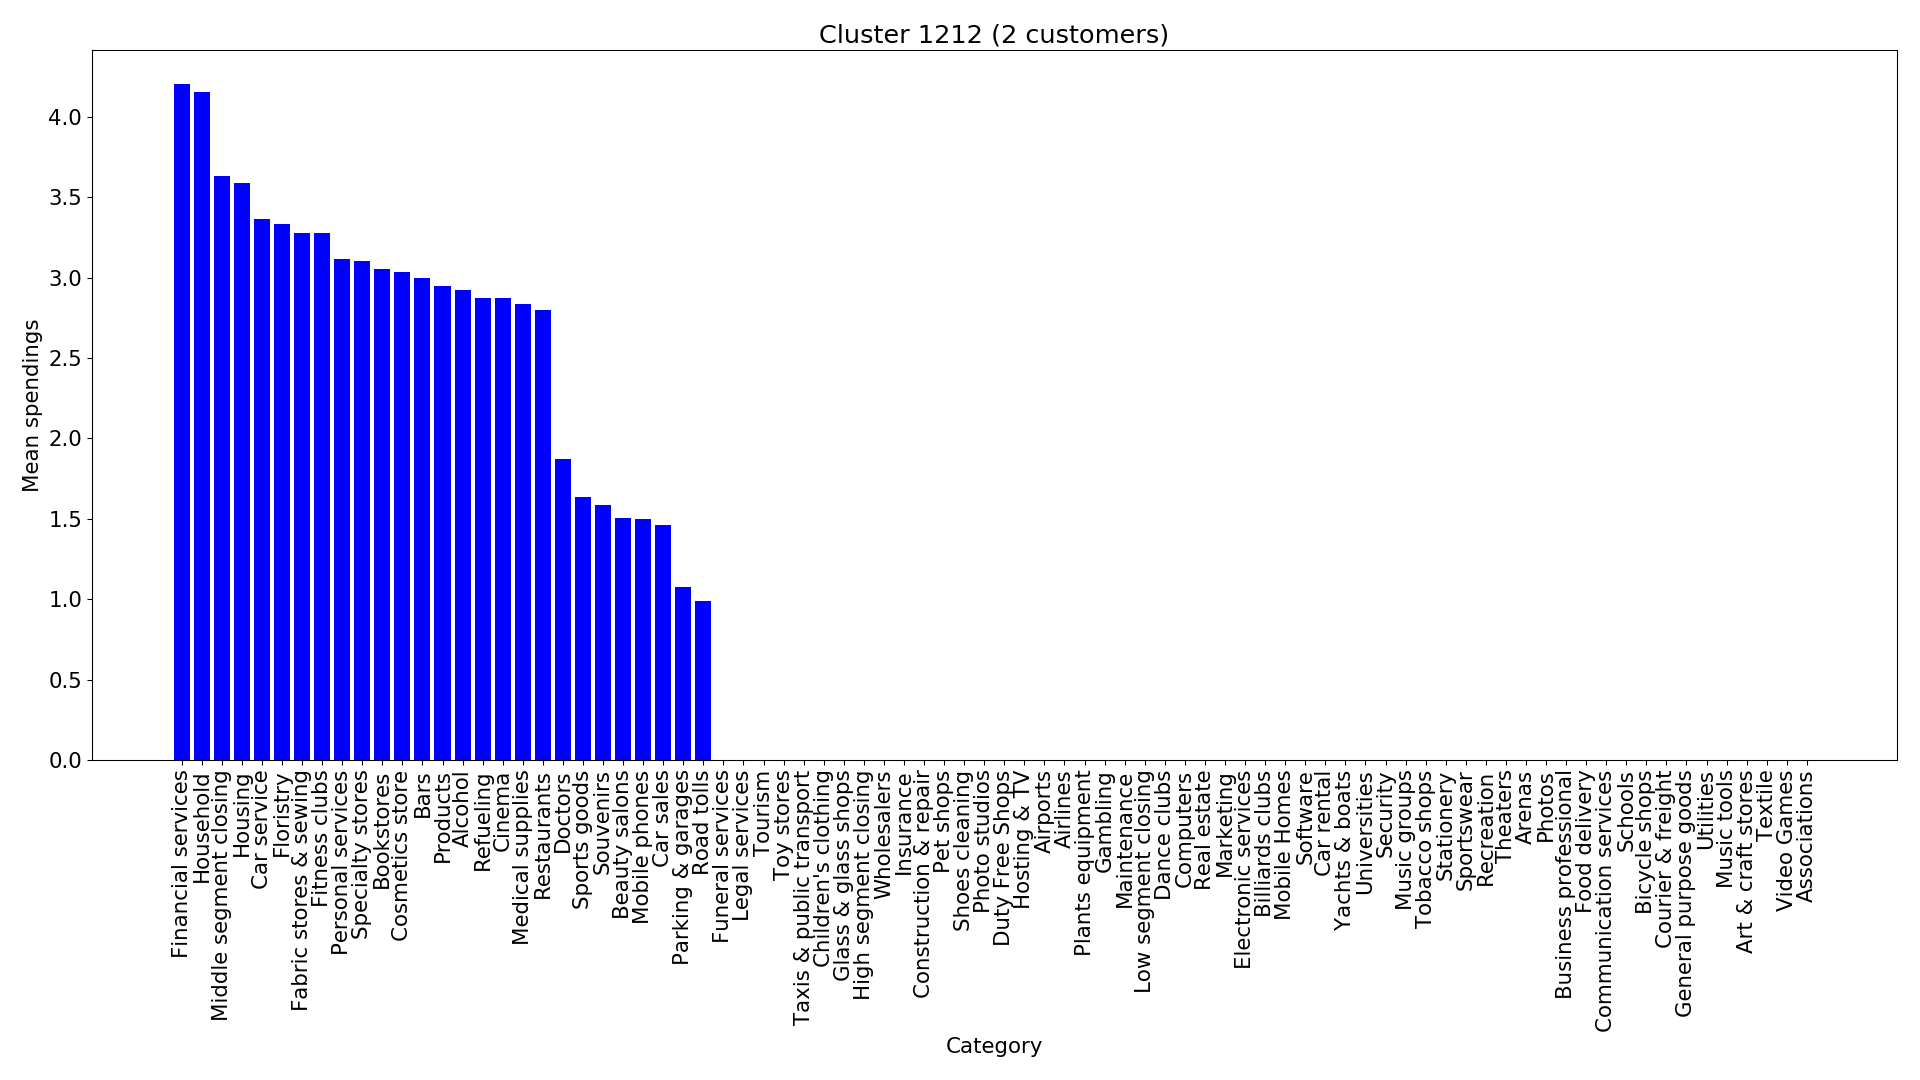 Cluster 1212 (2 customers)
Mean spendings
4.0
3.5
3.0
2.5
2.0
1.5
1.0
0.5
0.0
Financial services
Household
Middle segment closing
Housing
Car service
Floristry
Fabric stores & sewing
Fitness clubs
Personal services
Specialty stores
Bookstores
Cosmetics store
Bars
Products
Alcohol
Refueling
Cinema
Medical supplies
Restaurants
Doctors
Sports goods
Souvenirs
Beauty salons
Mobile phones
Car sales
Parking & garages
Road tolls
Funeral services
Legal services
Tourism
Toy stores
Taxis & public transport
Children's clothing
Glass & glass shops
High segment closing
Wholesalers
Insurance
Construction & repair
Pet shops
Shoes cleaning
Photo studios
Duty Free Shops
Hosting & TV
Airports
Airlines
Plants equipment
Gambling
Maintenance
Low segment closing
Dance clubs
Computers
Real estate
Marketing
Electronic services
Billiards clubs
Mobile Homes
Software
Car rental
Yachts & boats
Universities
Security
Music groups
Tobacco shops
Stationery
Sportswear
Recreation
Theaters
Arenas
Photos
Business professional
Food delivery
Communication services
Schools
Bicycle shops
Courier & freight
General purpose goods
Utilities
Music tools
Art & craft stores
Textile
Video Games
Associations
Category